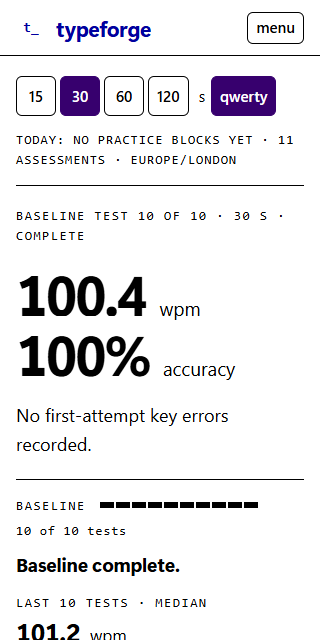 t_ typeforge menu
15 30 60 120 s qwerty
TODAY: NO PRACTICE BLOCKS YET · 11
ASSESSMENTS · EUROPE/LONDON
BASELINE TEST 10 OF 10 · 30 S ·
COMPLETE
100.4 wpm
100% accuracy
No first-attempt key errors
recorded.
BASELINE
10 of 10 tests
Baseline complete.
LAST 10 TESTS · MEDIAN
101.2 wpm